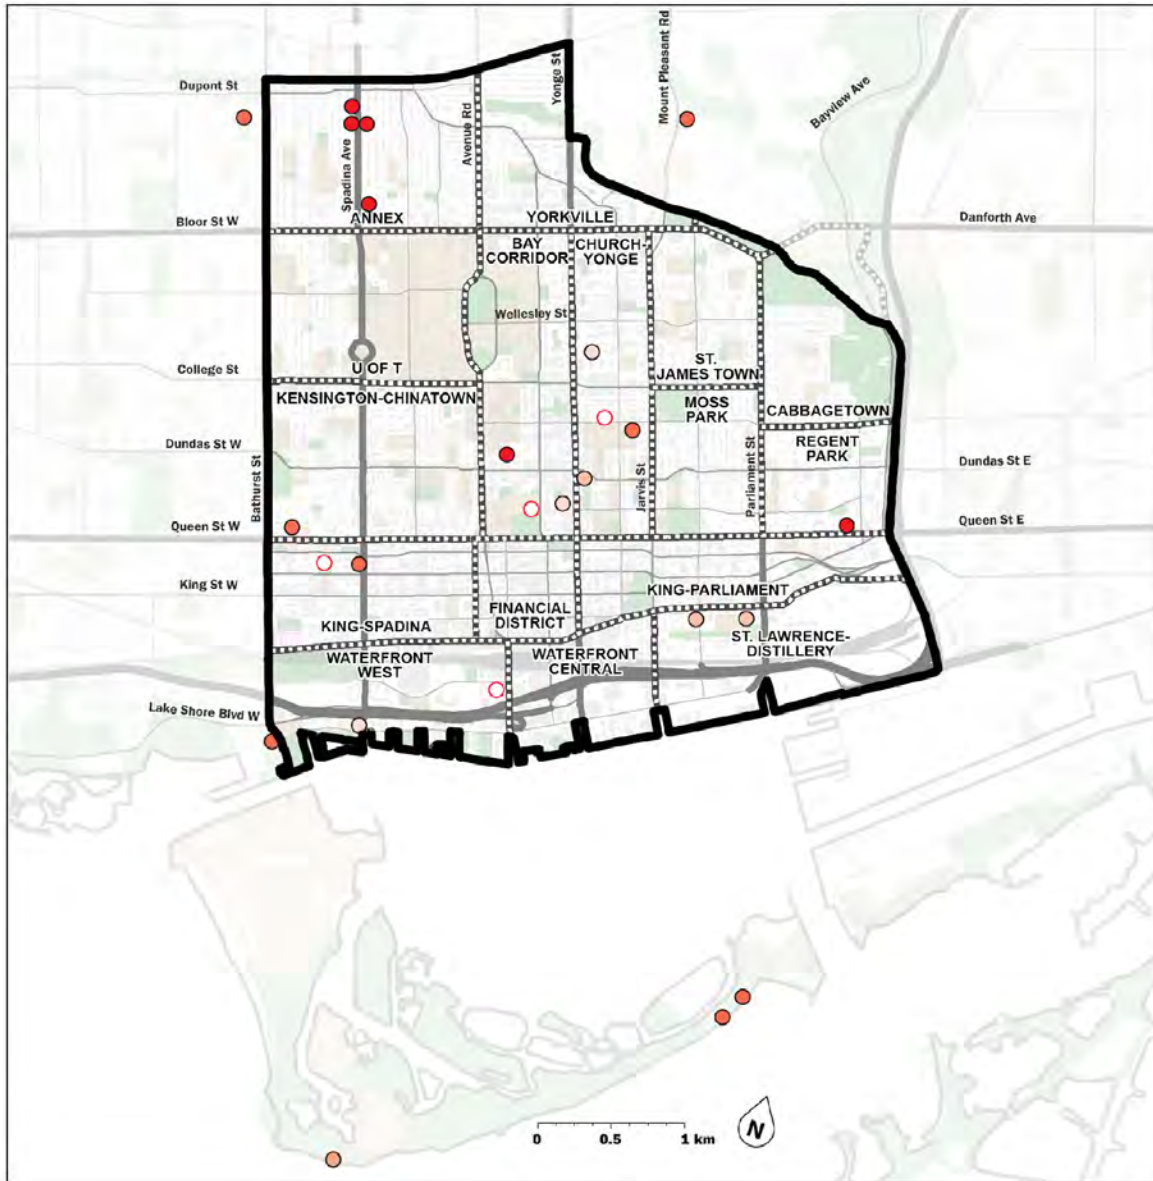 Dupont St
Spadina Ave
Avenue Rd
Yonge St
Mount Pleasant Rd
Bayview Ave
Bloor St W
ANNEX
YORKVILLE
Danforth Ave
BAY
CORRIDOR
CHURCH-
YONGE
Wellesley St
College St
U OF T
KENSINGTON-CHINATOWN
ST.
JAMES TOWN
MOSS
PARK
CABBAGETOWN
REGENT
PARK
Dundas St W
Bathurst St
Jarvis St
Parliament St
Dundas St E
Queen St W
Queen St E
King St W
KING-PARLIAMENT
KING-SPADINA
FINANCIAL
DISTRICT
WATERFRONT
WEST
WATERFRONT
CENTRAL
ST. LAWRENCE-
DISTILLERY
Lake Shore Blvd W
0 0.5 1 km
N